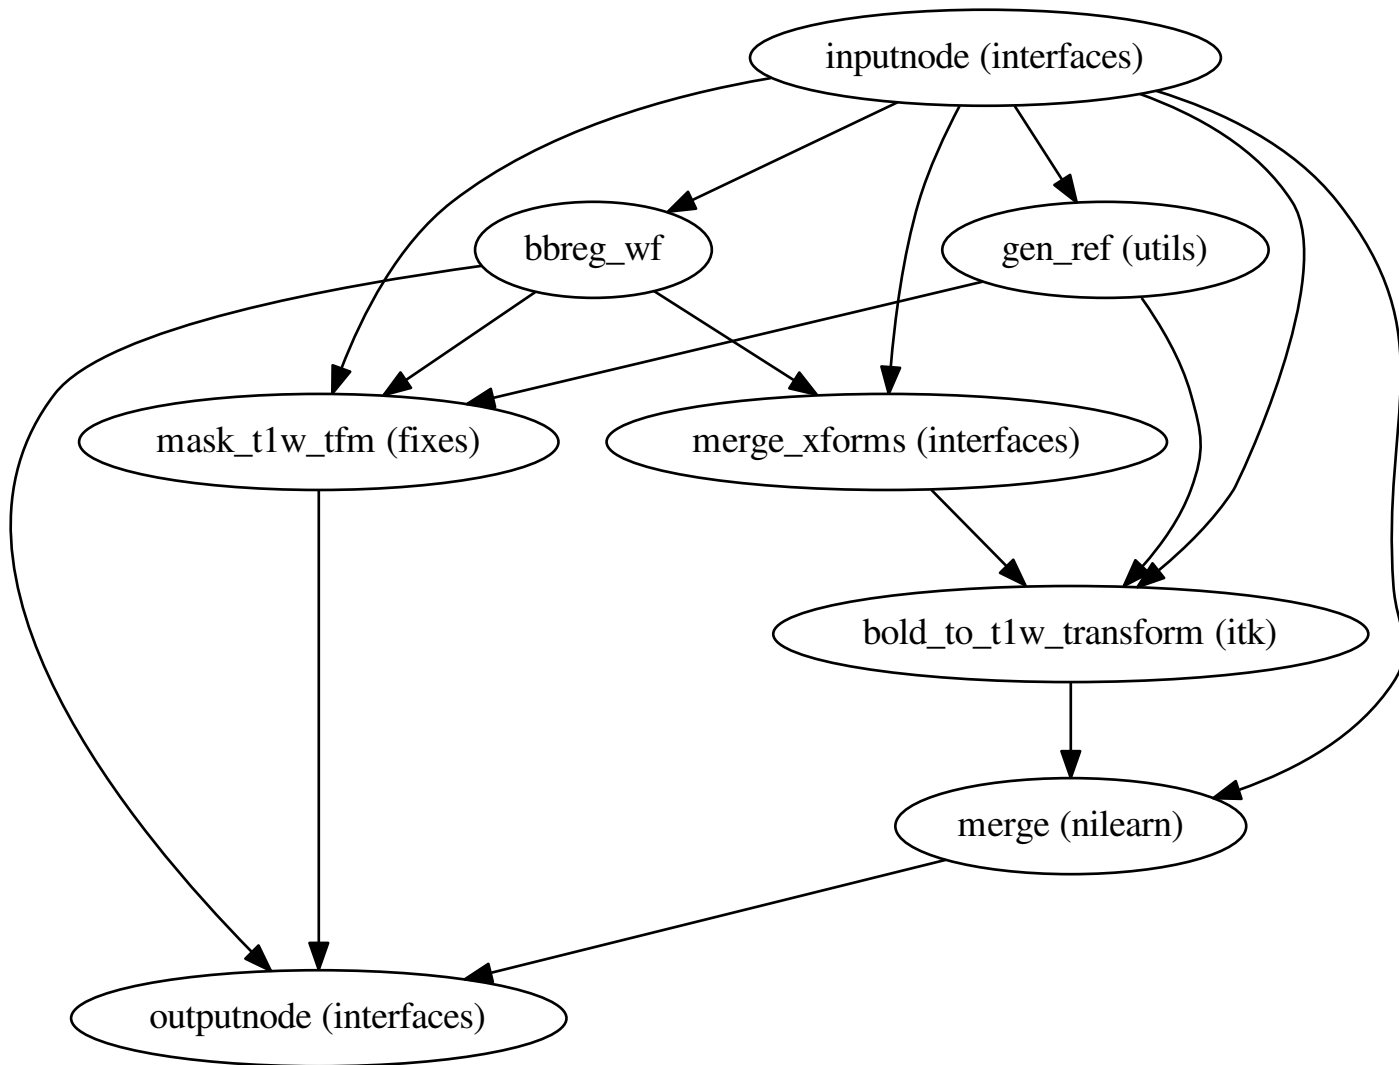 inputnode (interfaces)
bbreg_wf
gen_ref (utils)
mask_t1w_tfm (fixes)
merge_xforms (interfaces)
bold_to_t1w_transform (itk)
merge (nilearn)
outputnode (interfaces)